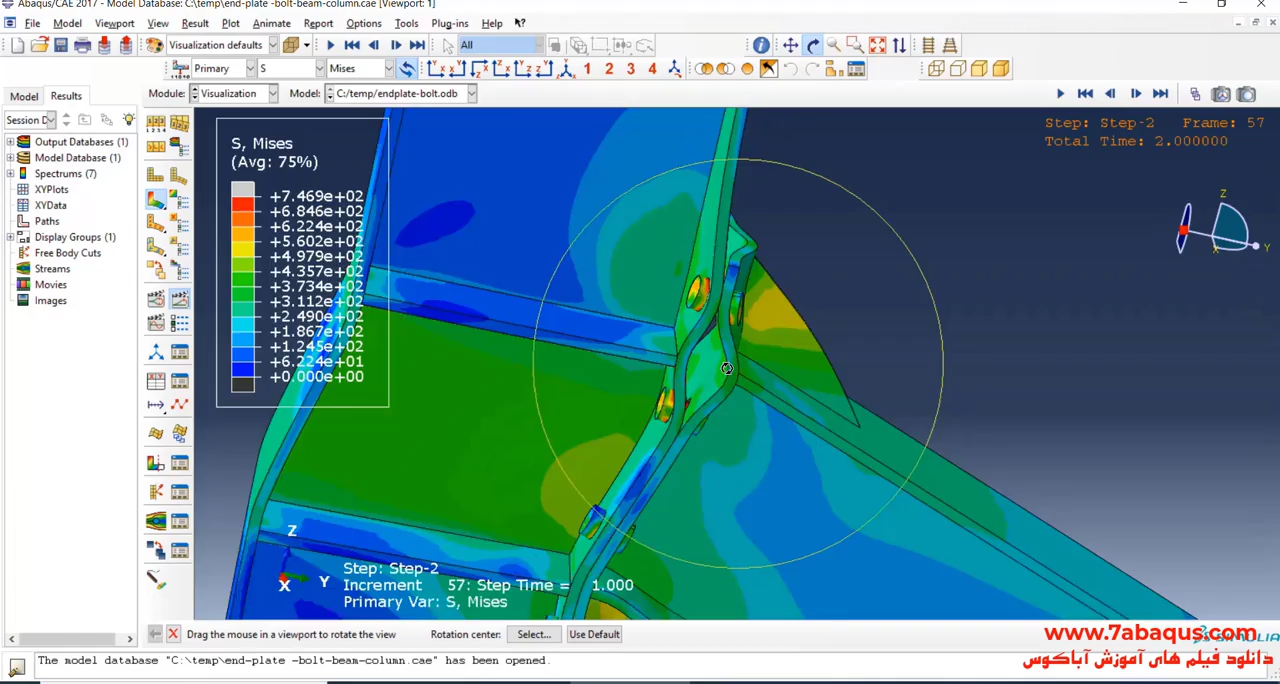 Abaqus/CAE 2017 - Model Database: C:\temp\end-plate -bolt-beam-column.cae [Viewport: 1]
File Model Viewport View Result Plot Animate Report Options Tools Plug-ins Help
Visualization defaults All
Primary S Mises 1 2 3 4
Model Results Module: Visualization Model: C:/temp/endplate-bolt.odb
Session D
Output Databases (1)
Model Database (1)
Spectrums (7)
XYPlots
XYData
Paths
Display Groups (1)
Free Body Cuts
Streams
Movies
Images
S, Mises
(Avg: 75%)
+7.469e+02
+6.846e+02
+6.224e+02
+5.602e+02
+4.979e+02
+4.357e+02
+3.734e+02
+3.112e+02
+2.490e+02
+1.867e+02
+1.245e+02
+6.224e+01
+0.000e+00
Step: Step-2 Frame: 57
Total Time: 2.000000
Z
X Y
Z
X Y
Step: Step-2
Increment 57: Step Time = 1.000
Primary Var: S, Mises
Drag the mouse in a viewport to rotate the view Rotation center: Select... Use Default
www.7abaqus.com
دانلود فیلم های آموزش آباکوس
The model database "C:\temp\end-plate -bolt-beam-column.cae" has been opened.